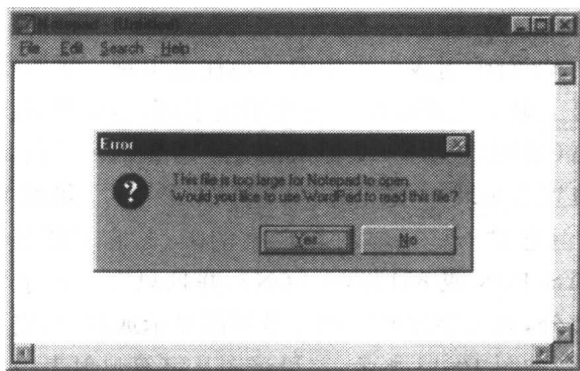 Notepad - (Untitled)
File Edit Search Help
Error
This file is too large for Notepad to open.
Would you like to use WordPad to read this file?
Yes No